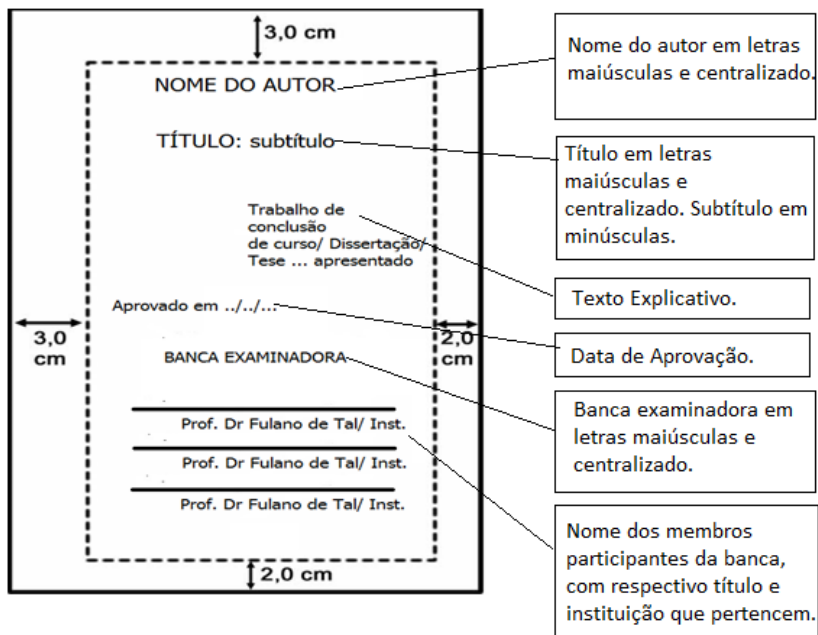 3,0 cm
NOME DO AUTOR
TÍTULO: subtítulo
Trabalho de
conclusão
de curso/ Dissertação/
Tese ... apresentado
Aprovado em ../../...
3,0
cm
2,0
cm
BANCA EXAMINADORA
Prof. Dr Fulano de Tal/ Inst.
Prof. Dr Fulano de Tal/ Inst.
Prof. Dr Fulano de Tal/ Inst.
2,0 cm
Nome do autor em letras
maiúsculas e centralizado.
Título em letras
maiúsculas e
centralizado. Subtítulo em
minúsculas.
Texto Explicativo.
Data de Aprovação.
Banca examinadora em
letras maiúsculas e
centralizado.
Nome dos membros
participantes da banca,
com respectivo título e
instituição que pertencem.